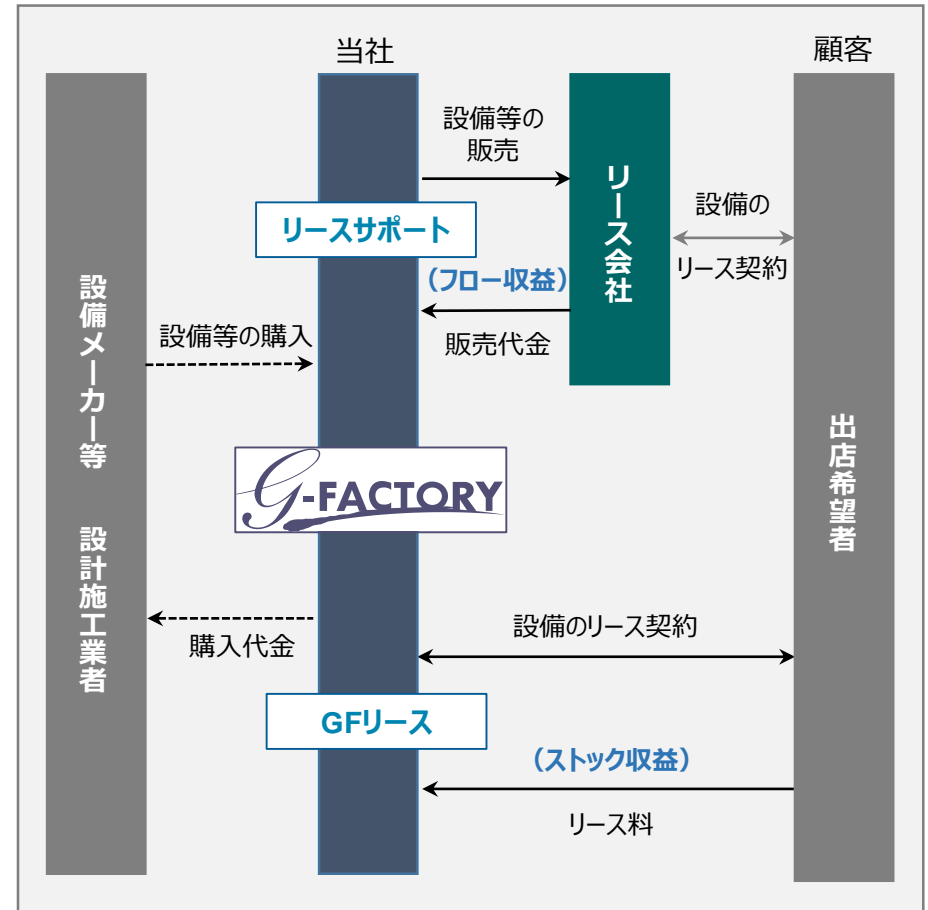 当社
顧客
設備等の
販売
リースサポート
リース会社
設備の
リース契約
(フロー収益)
販売代金
設備メーカー等 設計施工業者
設備等の購入
G-FACTORY
出店希望者
購入代金
設備のリース契約
GFリース
(ストック収益)
リース料